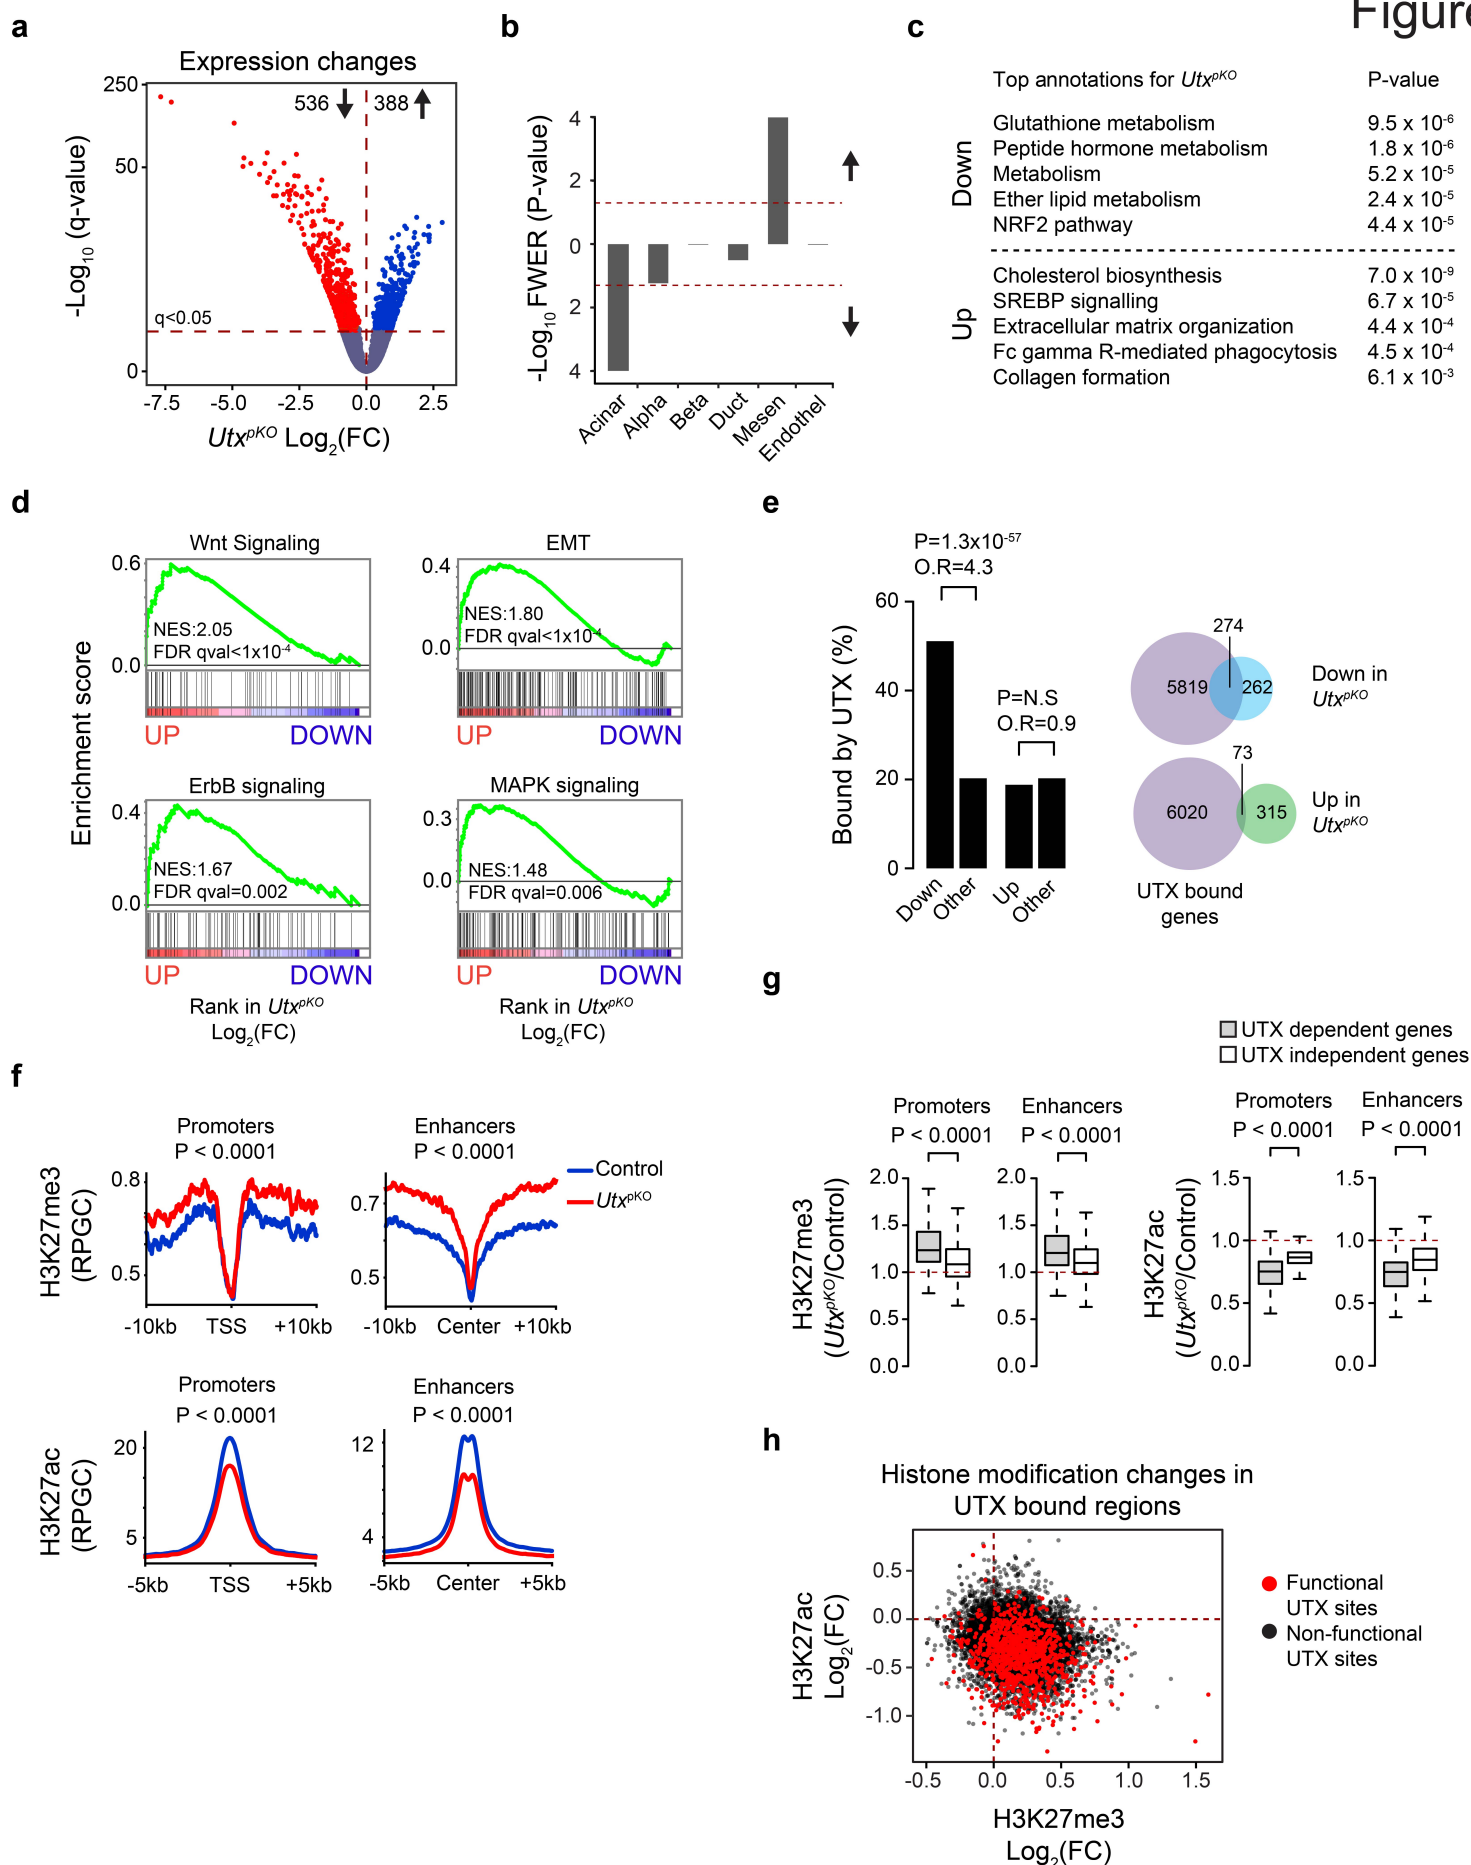 Figure
a
Expression changes
250
50
0
-Log10 (q-value)
536
388
q<0.05
-7.5
-5.0
-2.5
0.0
2.5
UtxpKO Log2(FC)
b
-Log10 FWER (P-value)
4
2
0
2
4
Acinar
Alpha
Beta
Duct
Mesen
Endothel
c
Top annotations for UtxpKO P-value
Down
Glutathione metabolism 9.5 x 10-6
Peptide hormone metabolism 1.8 x 10-6
Metabolism 5.2 x 10-5
Ether lipid metabolism 2.4 x 10-5
NRF2 pathway 4.4 x 10-5
Up
Cholesterol biosynthesis 7.0 x 10-9
SREBP signalling 6.7 x 10-5
Extracellular matrix organization 4.4 x 10-4
Fc gamma R-mediated phagocytosis 4.5 x 10-4
Collagen formation 6.1 x 10-3
d
Enrichment score
Wnt Signaling
0.6
0.0
NES:2.05
FDR qval<1x10-4
UP DOWN
EMT
0.4
0.0
NES:1.80
FDR qval<1x10-4
UP DOWN
ErbB signaling
0.4
0.0
NES:1.67
FDR qval=0.002
UP DOWN
MAPK signaling
0.3
0.0
NES:1.48
FDR qval=0.006
UP DOWN
Rank in UtxpKO
Log2(FC)
Rank in UtxpKO
Log2(FC)
e
P=1.3x10-57
O.R=4.3
P=N.S
O.R=0.9
Bound by UTX (%)
60
40
20
0
Down
Other
Up
Other
274
5819
262
Down in
UtxpKO
73
6020
315
Up in
UtxpKO
UTX bound
genes
f
Promoters
P < 0.0001
H3K27me3
(RPGC)
0.8
0.5
-10kb TSS +10kb
Enhancers
P < 0.0001
0.7
0.5
-10kb Center +10kb
Control
UtxpKO
Promoters
P < 0.0001
H3K27ac
(RPGC)
20
5
-5kb TSS +5kb
Enhancers
P < 0.0001
12
4
-5kb Center +5kb
g
UTX dependent genes
UTX independent genes
Promoters
P < 0.0001
H3K27me3
(UtxpKO/Control)
2.0
1.5
1.0
0.5
0.0
Enhancers
P < 0.0001
2.0
1.5
1.0
0.5
0.0
Promoters
P < 0.0001
H3K27ac
(UtxpKO/Control)
1.5
1.0
0.5
0.0
Enhancers
P < 0.0001
1.5
1.0
0.5
0.0
h
Histone modification changes in
UTX bound regions
H3K27ac
Log2(FC)
0.5
0.0
-0.5
-1.0
-0.5
0.0
0.5
1.0
1.5
H3K27me3
Log2(FC)
Functional
UTX sites
Non-functional
UTX sites